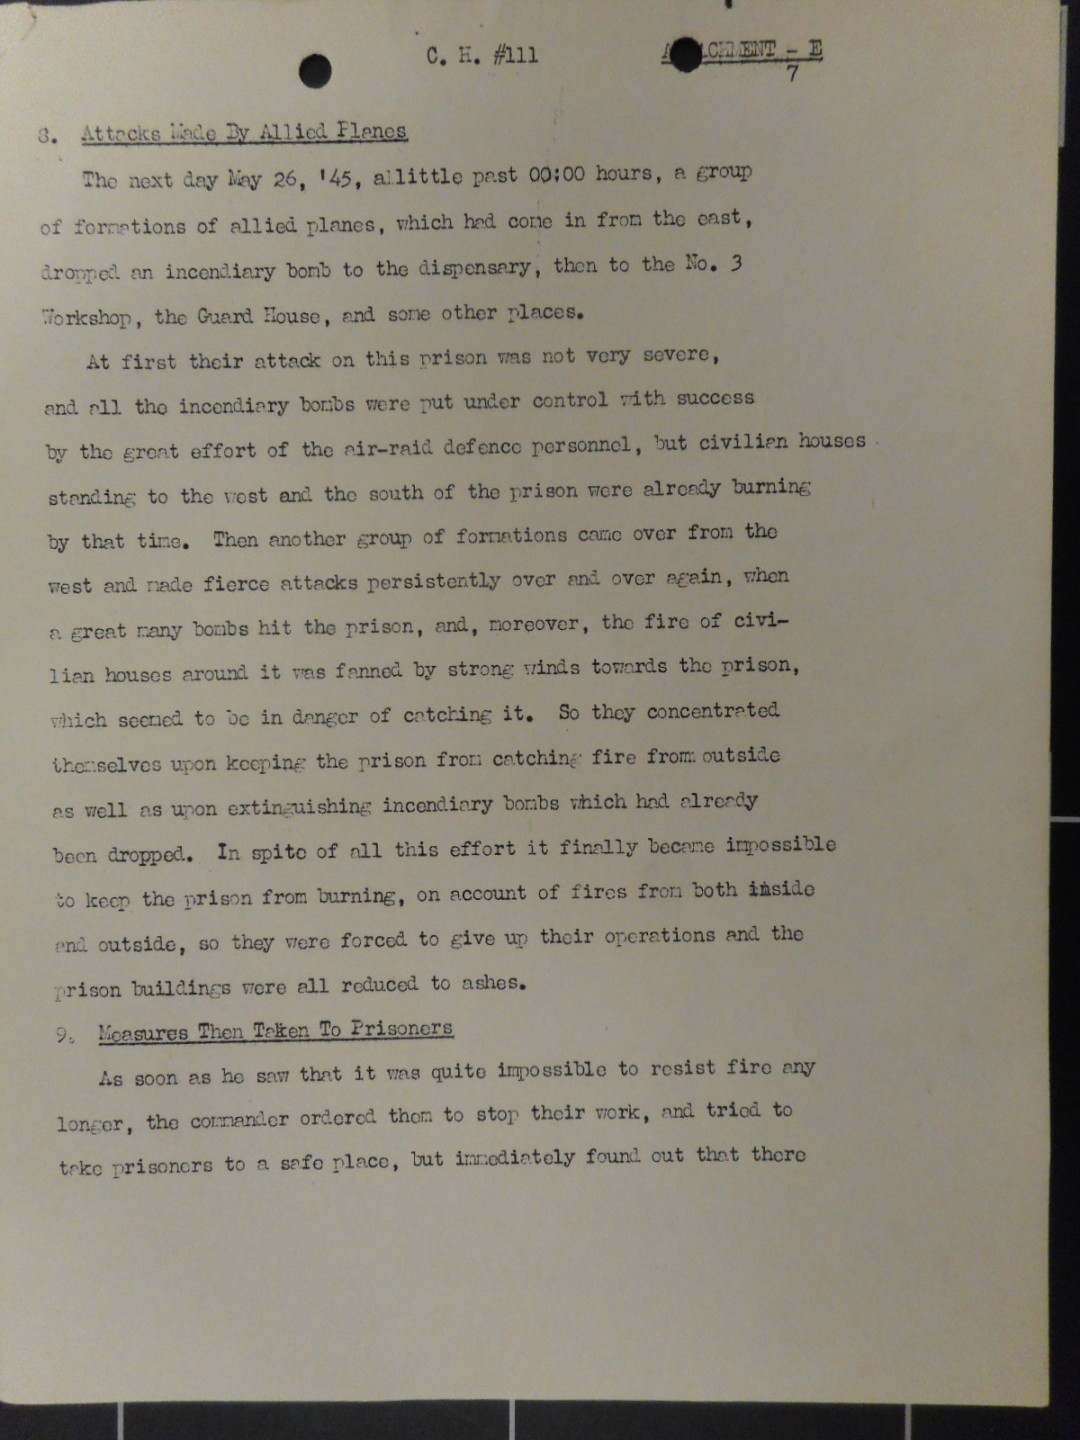 C. H. #111
ATTACHMENT - E
7
8. Attacks Made By Allied Planes
The next day May 26, '45, allittle past 00:00 hours, a group
of formations of allied planes, which had come in from the east,
dropped an incendiary bomb to the dispensary, then to the No. 3
Workshop, the Guard House, and some other places.
At first their attack on this prison was not very severe,
and all the incendiary bombs were put under control with success
by the great effort of the air-raid defence personnel, but civilian houses
standing to the west and the south of the prison were already burning
by that time. Then another group of formations came over from the
west and made fierce attacks persistently over and over again, when
a great many bombs hit the prison, and, moreover, the fire of civi-
lian houses around it was fanned by strong winds towards the prison,
which seemed to be in danger of catching it. So they concentrated
themselves upon keeping the prison from catching fire from outside
as well as upon extinguishing incendiary bombs which had already
been dropped. In spite of all this effort it finally became impossible
to keep the prison from burning, on account of fires from both inside
and outside, so they were forced to give up their operations and the
prison buildings were all reduced to ashes.
9. Measures Then Taken To Prisoners
As soon as he saw that it was quite impossible to resist fire any
longer, the commander ordered them to stop their work, and tried to
take prisoners to a safe place, but immediately found out that there